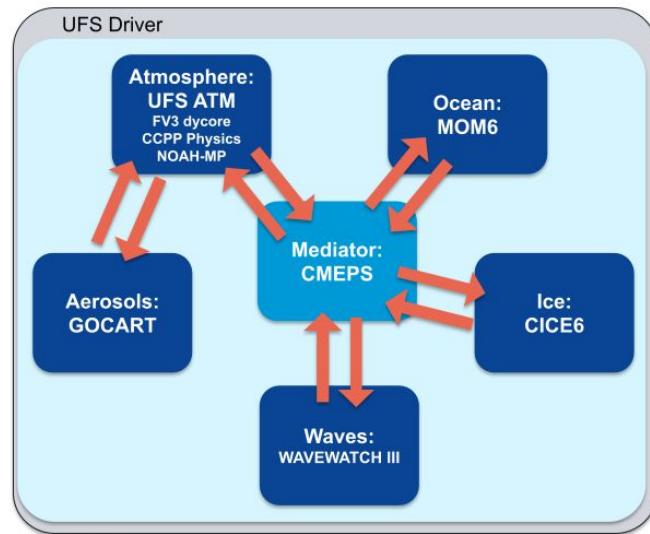 UFS Driver
Atmosphere:
UFS ATM
FV3 dycore
CCPP Physics
NOAH-MP
Ocean:
MOM6
Mediator:
CMEPS
Aerosols:
GOCART
Ice:
CICE6
Waves:
WAVEWATCH III